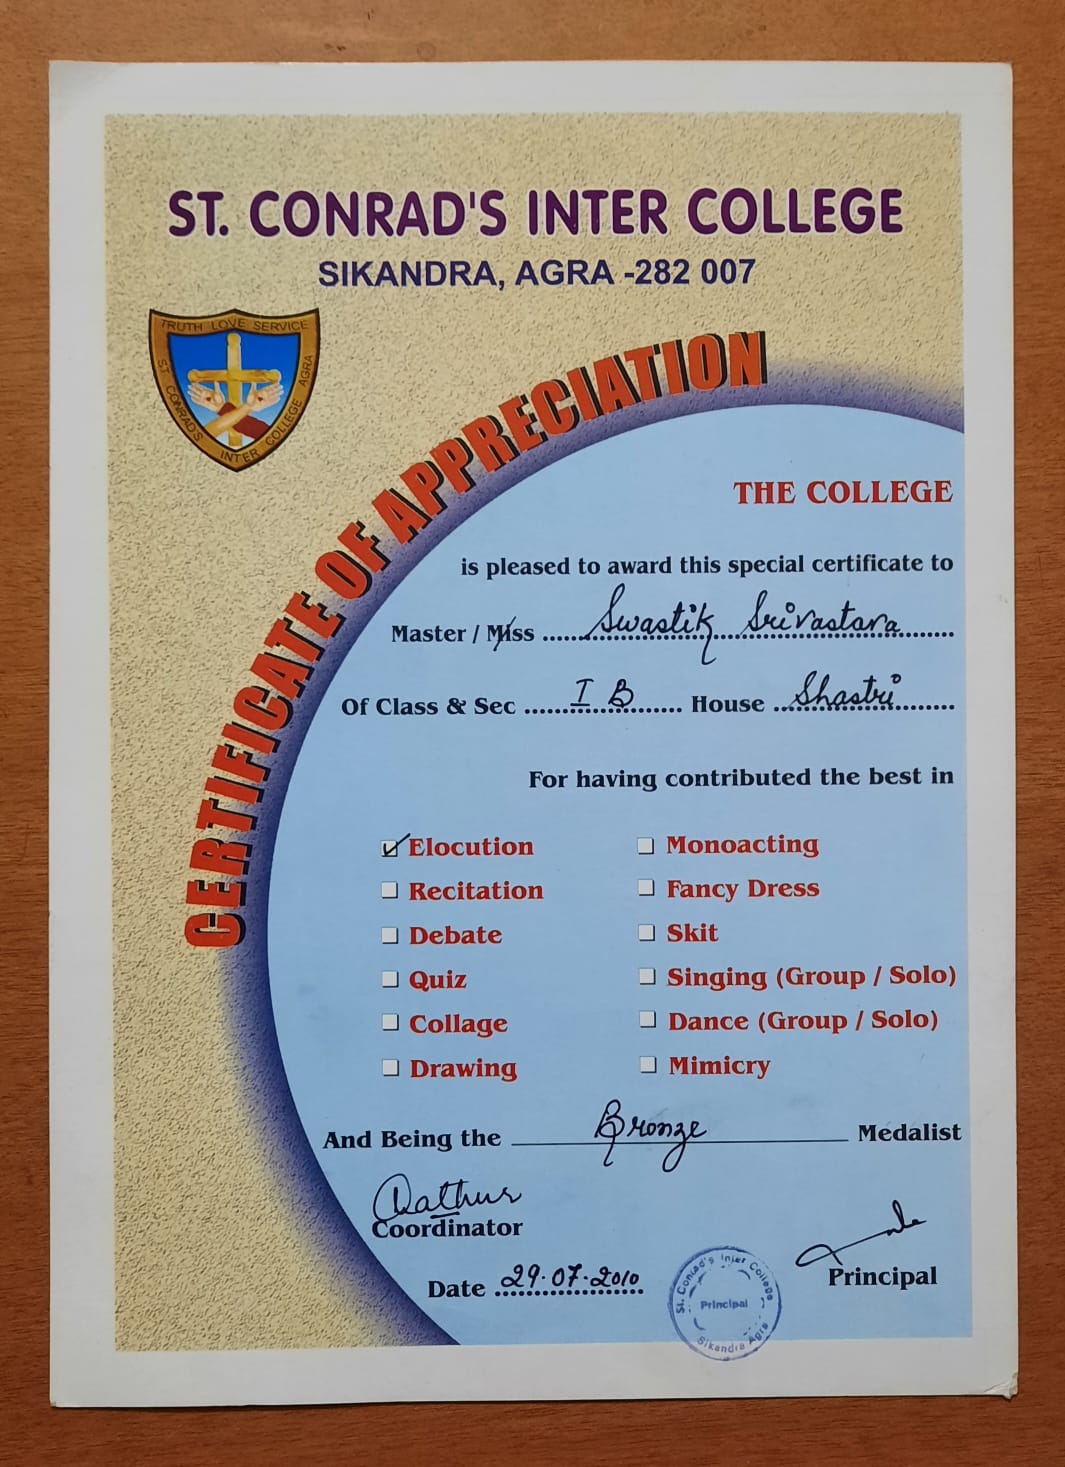 ST. CONRAD'S INTER COLLEGE
SIKANDRA, AGRA -282 007
TRUTH LOVE SERVICE
ST. CONRAD'S INTER COLLEGE AGRA
CERTIFICATE OF APPRECIATION
THE COLLEGE
is pleased to award this special certificate to
Master / Miss Swastik Srivastava
Of Class & Sec I B House Shastri
For having contributed the best in
Elocution
Recitation
Debate
Quiz
Collage
Drawing
Monoacting
Fancy Dress
Skit
Singing (Group / Solo)
Dance (Group / Solo)
Mimicry
And Being the Bronze Medalist
Coordinator
Principal
Date 29.07.2010
St. Conrad's Inter College
Principal
Sikandra Agra